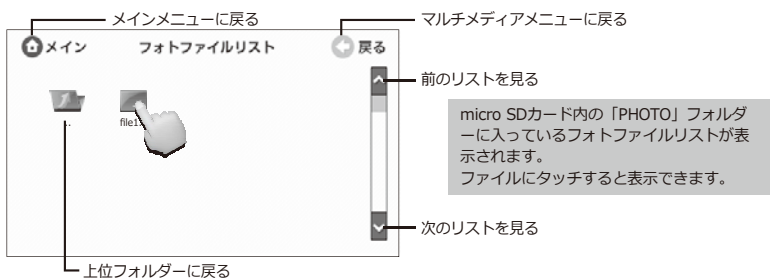 メインメニューに戻る
マルチメディアメニューに戻る
メイン
フォトファイルリスト
戻る
前のリストを見る
micro SDカード内の「PHOTO」フォルダ
ーに入っているフォトファイルリストが表
示されます。
ファイルにタッチすると表示できます。
..
file1
次のリストを見る
上位フォルダーに戻る